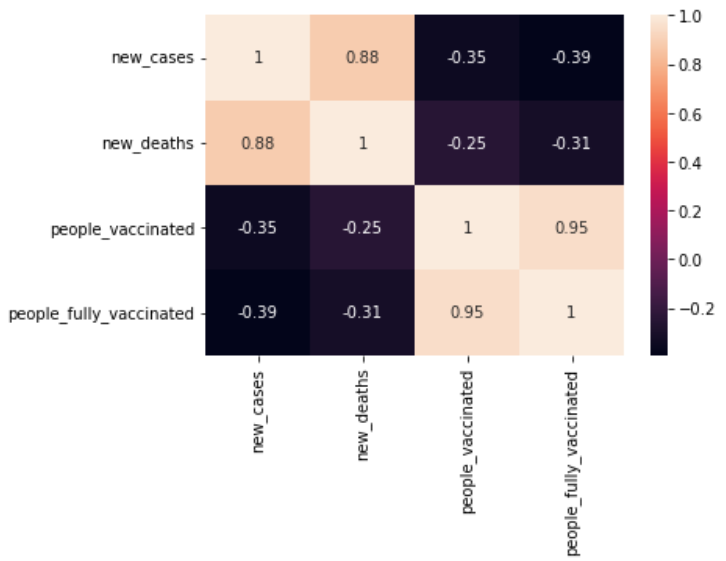 new_cases 1 0.88 -0.35 -0.39
new_deaths 0.88 1 -0.25 -0.31
people_vaccinated -0.35 -0.25 1 0.95
people_fully_vaccinated -0.39 -0.31 0.95 1
new_cases
new_deaths
people_vaccinated
people_fully_vaccinated
1.0
0.8
0.6
0.4
0.2
0.0
−0.2